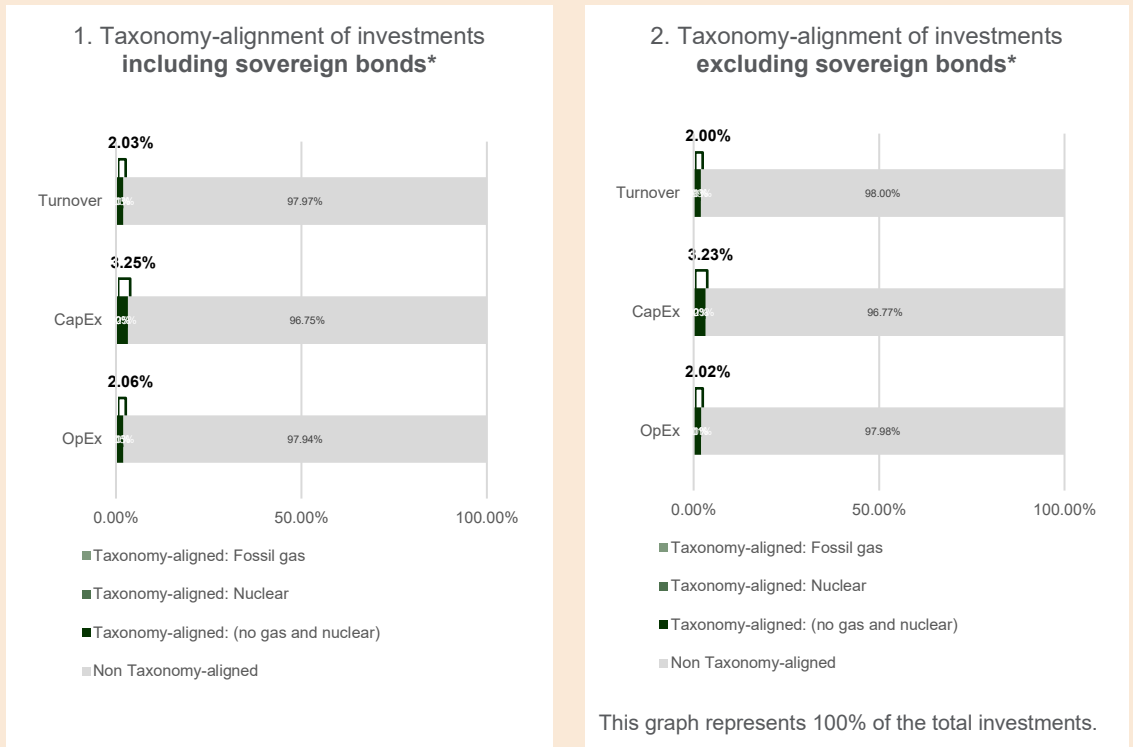 1. Taxonomy-alignment of investments
including sovereign bonds*
2.03%
Turnover
97.97%
3.25%
CapEx
96.75%
2.06%
OpEx
97.94%
0.00%
50.00%
100.00%
Taxonomy-aligned: Fossil gas
Taxonomy-aligned: Nuclear
Taxonomy-aligned: (no gas and nuclear)
Non Taxonomy-aligned
2. Taxonomy-alignment of investments
excluding sovereign bonds*
2.00%
Turnover
98.00%
3.23%
CapEx
96.77%
2.02%
OpEx
97.98%
0.00%
50.00%
100.00%
Taxonomy-aligned: Fossil gas
Taxonomy-aligned: Nuclear
Taxonomy-aligned: (no gas and nuclear)
Non Taxonomy-aligned
This graph represents 100% of the total investments.